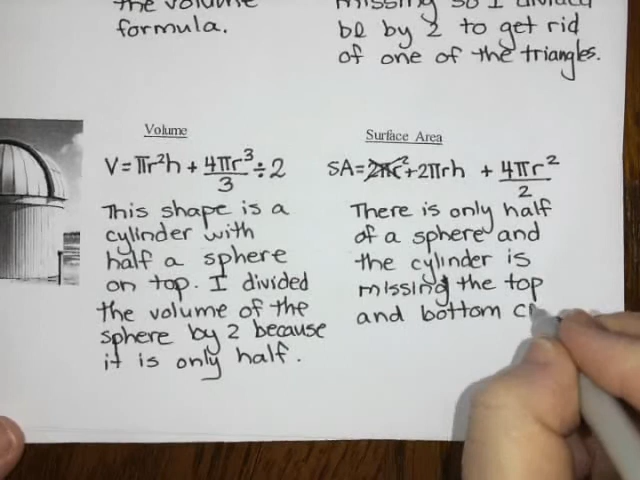 the volume
formula.
missing so I divided
be by 2 to get rid
of one of the triangles.
Volume
V = πr²h + 4πr³/3 ÷ 2
This shape is a
cylinder with
half a sphere
on top. I divided
the volume of the
sphere by 2 because
it is only half.
Surface Area
SA = 2πr² + 2πrh + 4πr²/2
There is only half
of a sphere and
the cylinder is
missing the top
and bottom ci